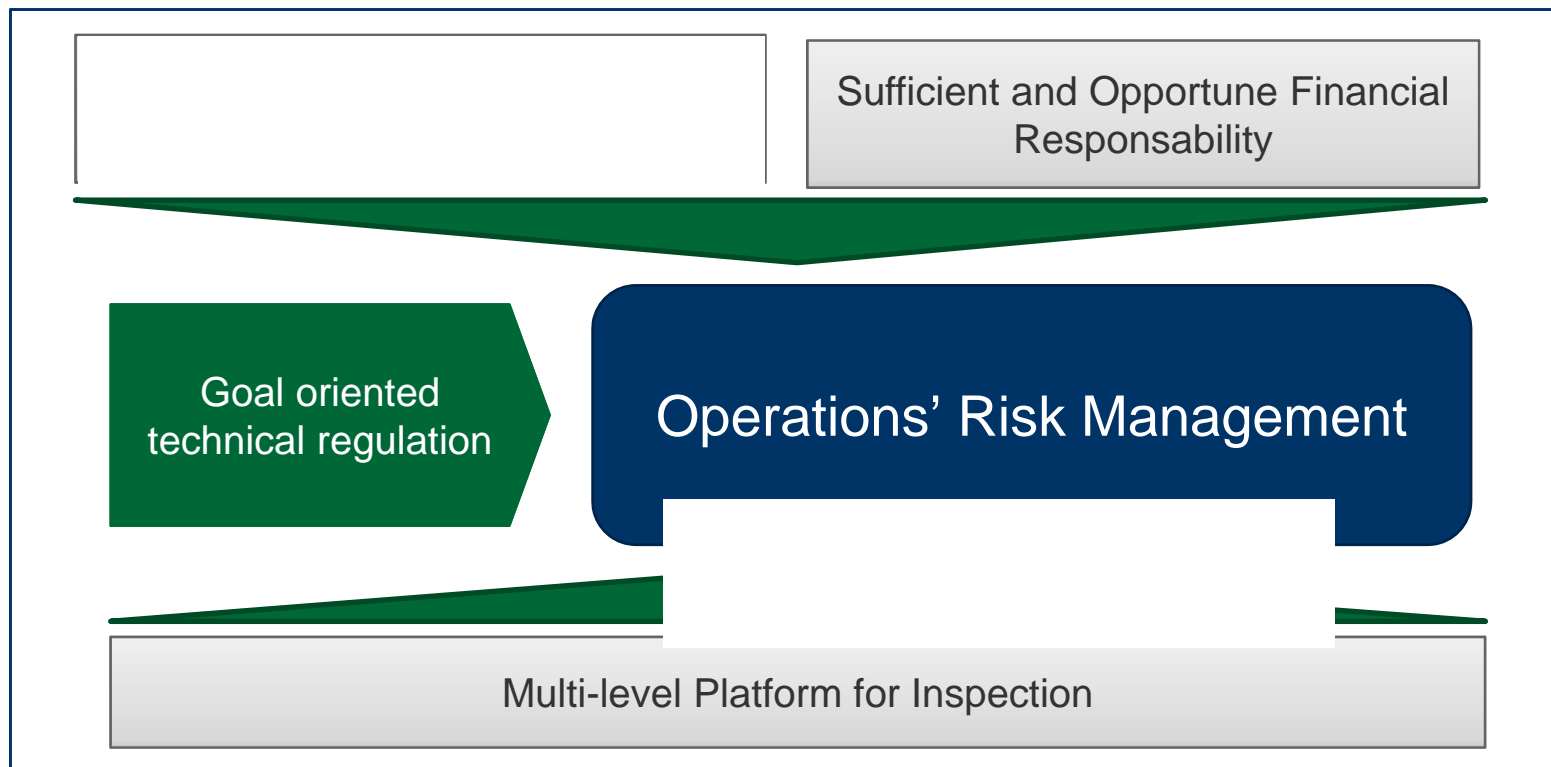 Sufficient and Opportune Financial
Responsability
Goal oriented
technical regulation
Operations’ Risk Management
Multi-level Platform for Inspection